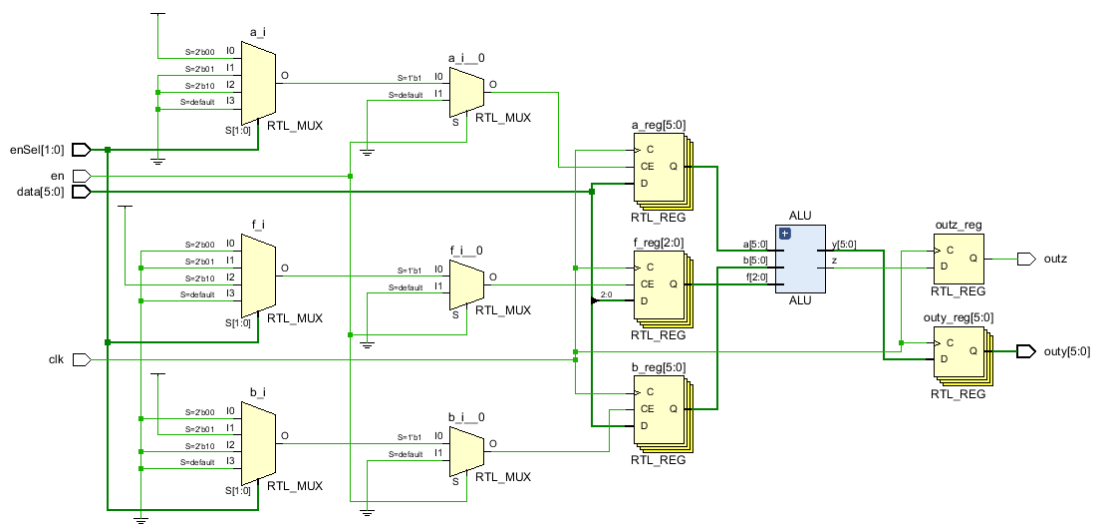 a_i
S=2'b00 I0
S=2'b01 I1
S=2'b10 I2
S=default I3
O
S[1:0]
RTL_MUX
a_i__0
S=1'b1 I0
S=default I1
O
S
RTL_MUX
enSel[1:0]
en
data[5:0]
a_reg[5:0]
C
CE
D
Q
RTL_REG
f_i
S=2'b00 I0
S=2'b01 I1
S=2'b10 I2
S=default I3
O
S[1:0]
RTL_MUX
f_i__0
S=1'b1 I0
S=default I1
O
S
RTL_MUX
f_reg[2:0]
C
CE
2:0
D
Q
RTL_REG
ALU
a[5:0]
b[5:0]
f[2:0]
y[5:0]
z
ALU
outz_reg
C
D
Q
RTL_REG
outz
clk
outy_reg[5:0]
C
D
Q
RTL_REG
outy[5:0]
b_i
S=2'b00 I0
S=2'b01 I1
S=2'b10 I2
S=default I3
O
S[1:0]
RTL_MUX
b_i__0
S=1'b1 I0
S=default I1
O
S
RTL_MUX
b_reg[5:0]
C
CE
D
Q
RTL_REG